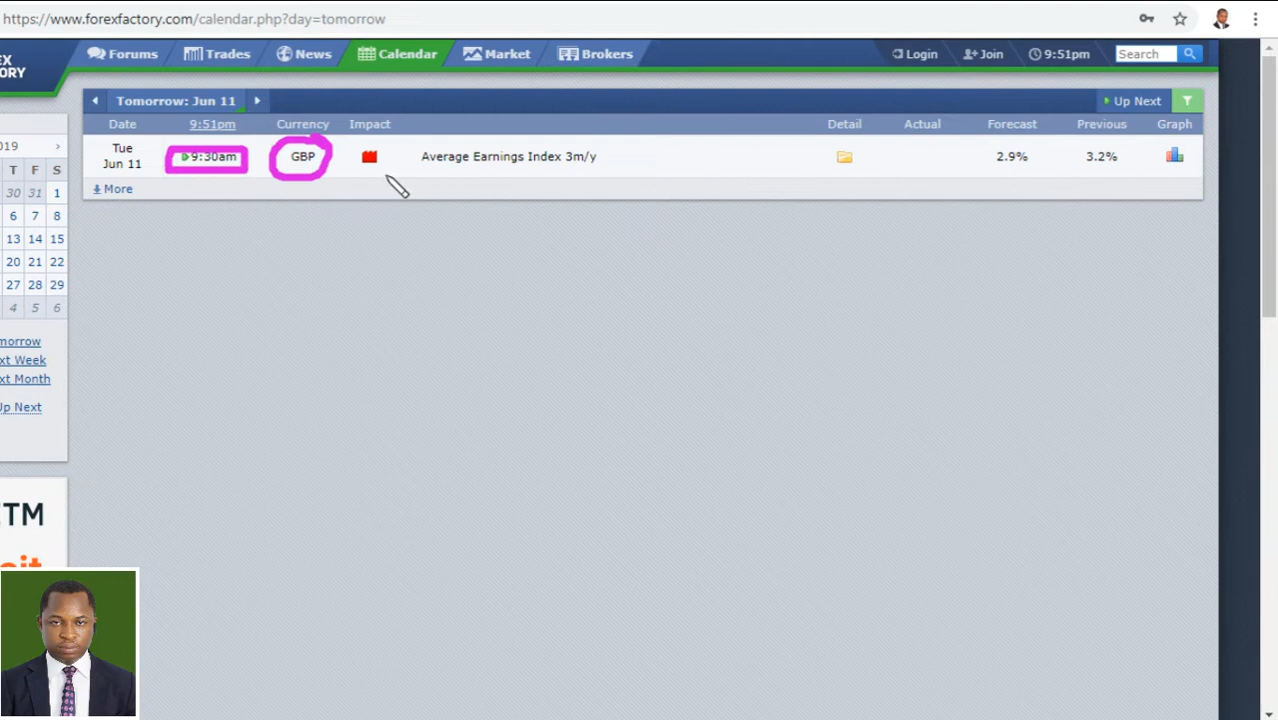 https://www.forexfactory.com/calendar.php?day=tomorrow
EX
ORY
Forums Trades News Calendar Market Brokers Login Join 9:51pm Search
Tomorrow: Jun 11 Up Next
Date 9:51pm Currency Impact Detail Actual Forecast Previous Graph
Tue
Jun 11 9:30am GBP Average Earnings Index 3m/y 2.9% 3.2%
More
019
T F S
30 31 1
6 7 8
13 14 15
20 21 22
27 28 29
4 5 6
morrow
xt Week
xt Month
Up Next
TM